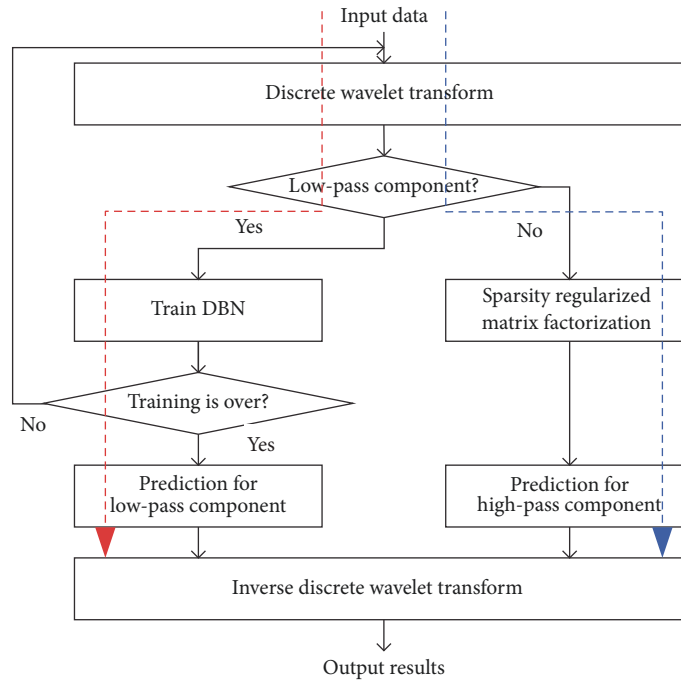 Input data
Discrete wavelet transform
Low-pass component?
Yes
No
Train DBN
Sparsity regularized
matrix factorization
Training is over?
No
Yes
Prediction for
low-pass component
Prediction for
high-pass component
Inverse discrete wavelet transform
Output results